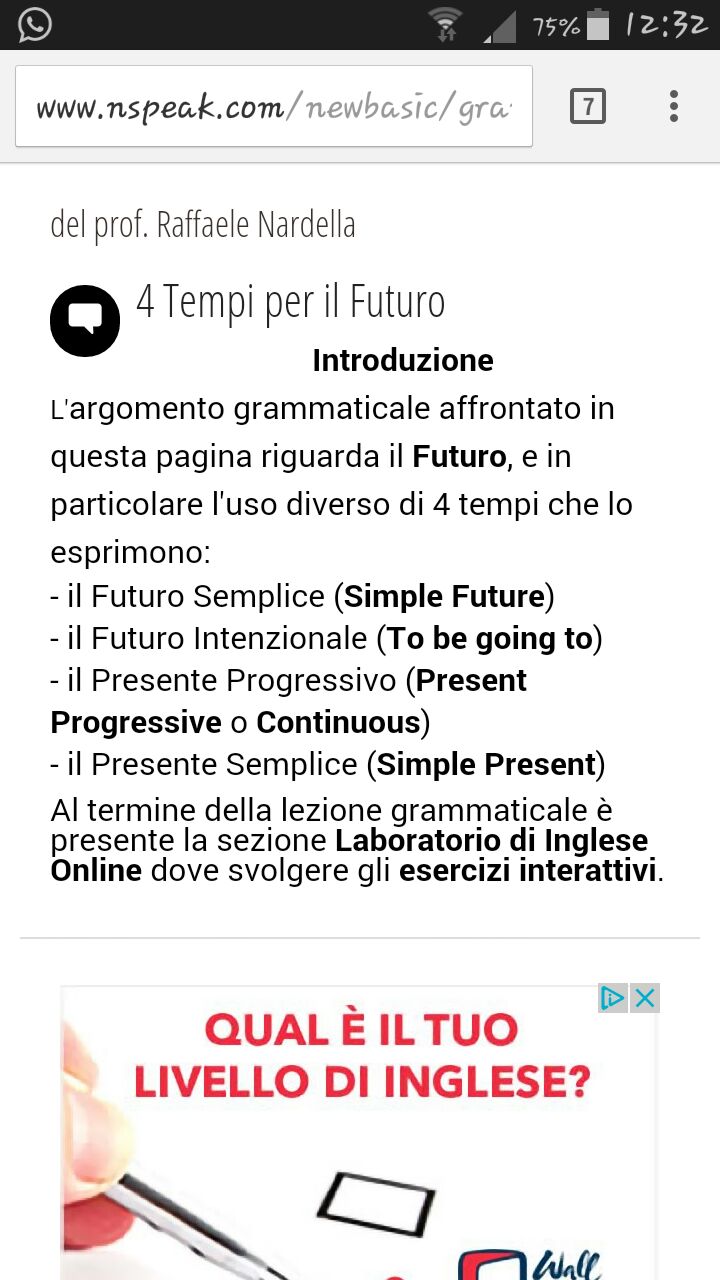 75% 12:32
www.nspeak.com/newbasic/gra
7
del prof. Raffaele Nardella
4 Tempi per il Futuro
Introduzione
L'argomento grammaticale affrontato in
questa pagina riguarda il Futuro, e in
particolare l'uso diverso di 4 tempi che lo
esprimono:
- il Futuro Semplice (Simple Future)
- il Futuro Intenzionale (To be going to)
- il Presente Progressivo (Present
Progressive o Continuous)
- il Presente Semplice (Simple Present)
Al termine della lezione grammaticale è
presente la sezione Laboratorio di Inglese
Online dove svolgere gli esercizi interattivi.
QUAL È IL TUO
LIVELLO DI INGLESE?
Wall